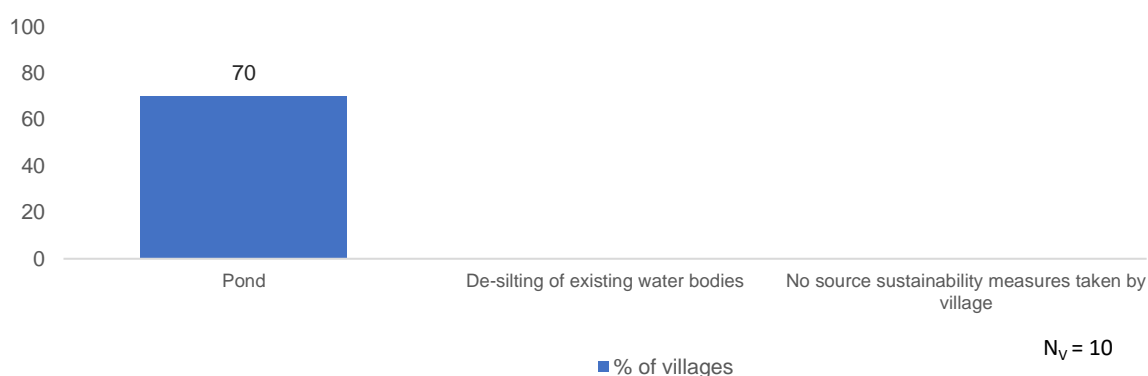 100
80
60
40
20
0
70
Pond
De-silting of existing water bodies
No source sustainability measures taken by
village
N_V = 10
% of villages